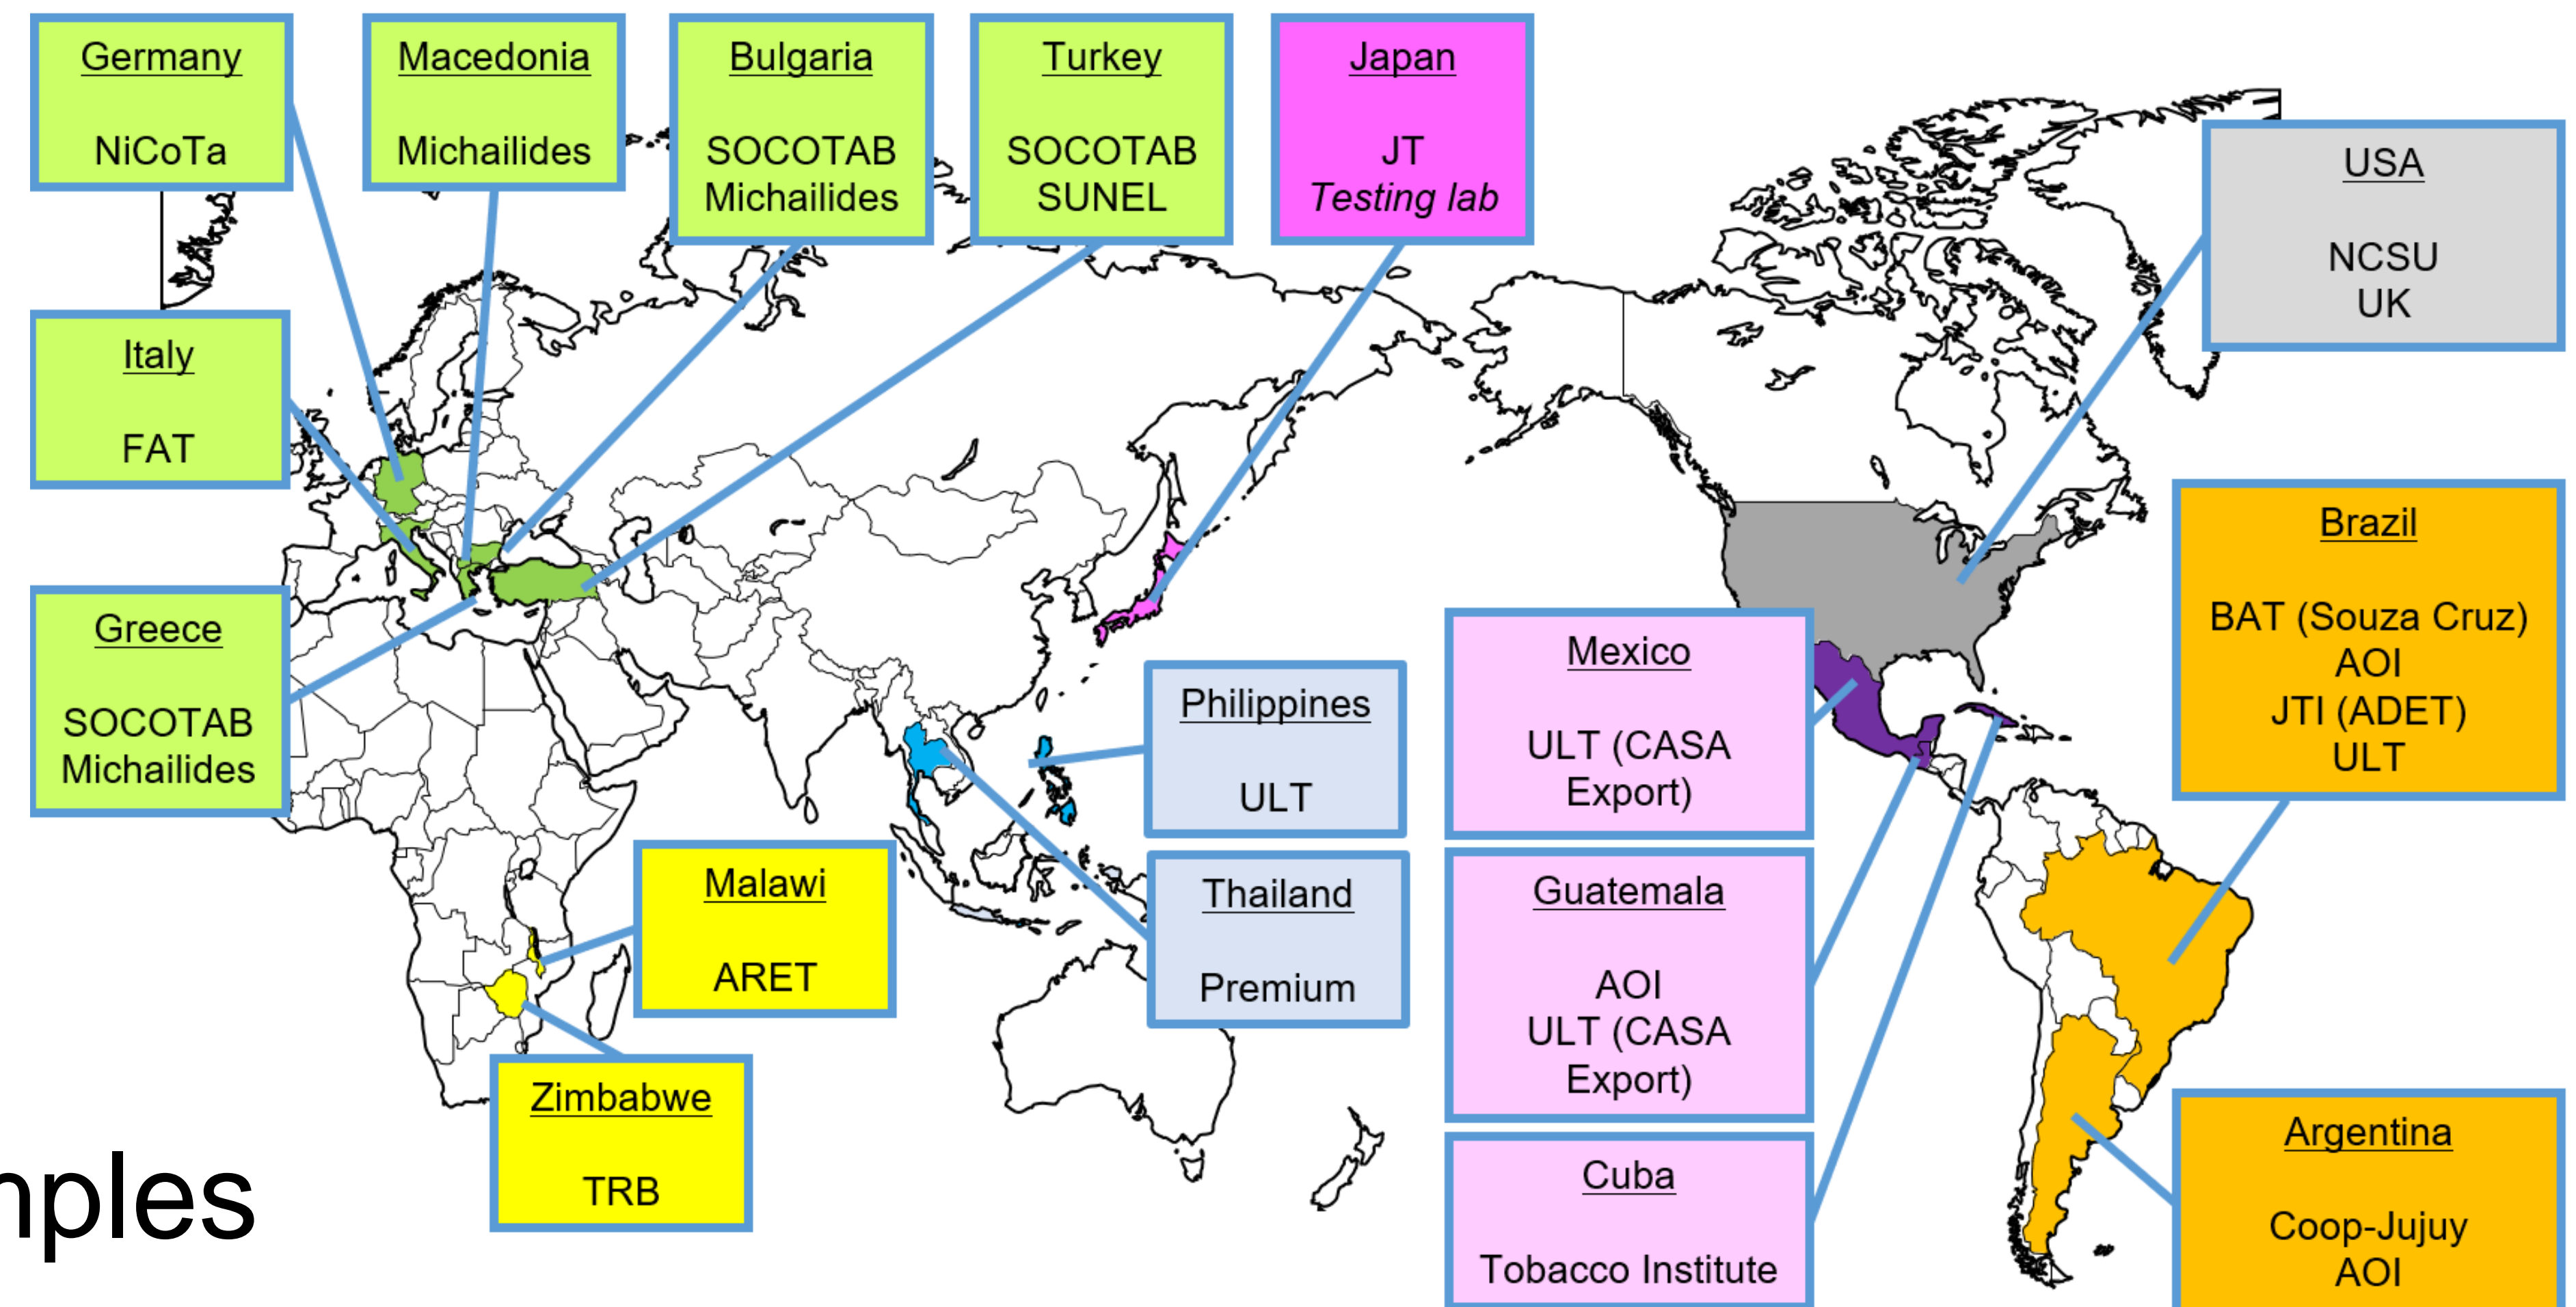 Germany
NiCoTa
Macedonia
Michailides
Bulgaria
SOCOTAB
Michailides
Turkey
SOCOTAB
SUNEL
Japan
JT
Testing lab
USA
NCSU
UK
Italy
FAT
Greece
SOCOTAB
Michailides
Brazil
BAT (Souza Cruz)
AOI
JTI (ADET)
ULT
Mexico
ULT (CASA
Export)
Philippines
ULT
Thailand
Premium
Guatemala
AOI
ULT (CASA
Export)
Malawi
ARET
Zimbabwe
TRB
Cuba
Tobacco Institute
Argentina
Coop-Jujuy
AOI